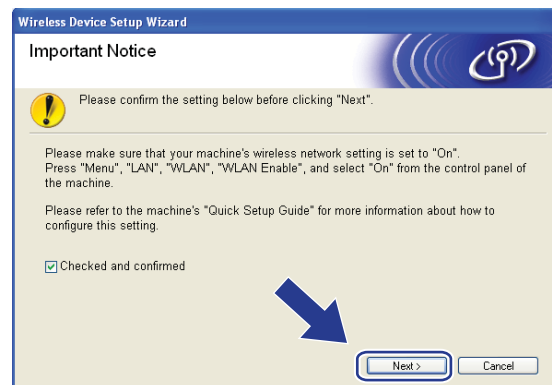 Wireless Device Setup Wizard
Important Notice
Please confirm the setting below before clicking "Next".
Please make sure that your machine's wireless network setting is set to "On".
Press "Menu", "LAN", "WLAN", "WLAN Enable", and select "On" from the control panel of
the machine.
Please refer to the machine's "Quick Setup Guide" for more information about how to
configure this setting.
Checked and confirmed
Next >
Cancel